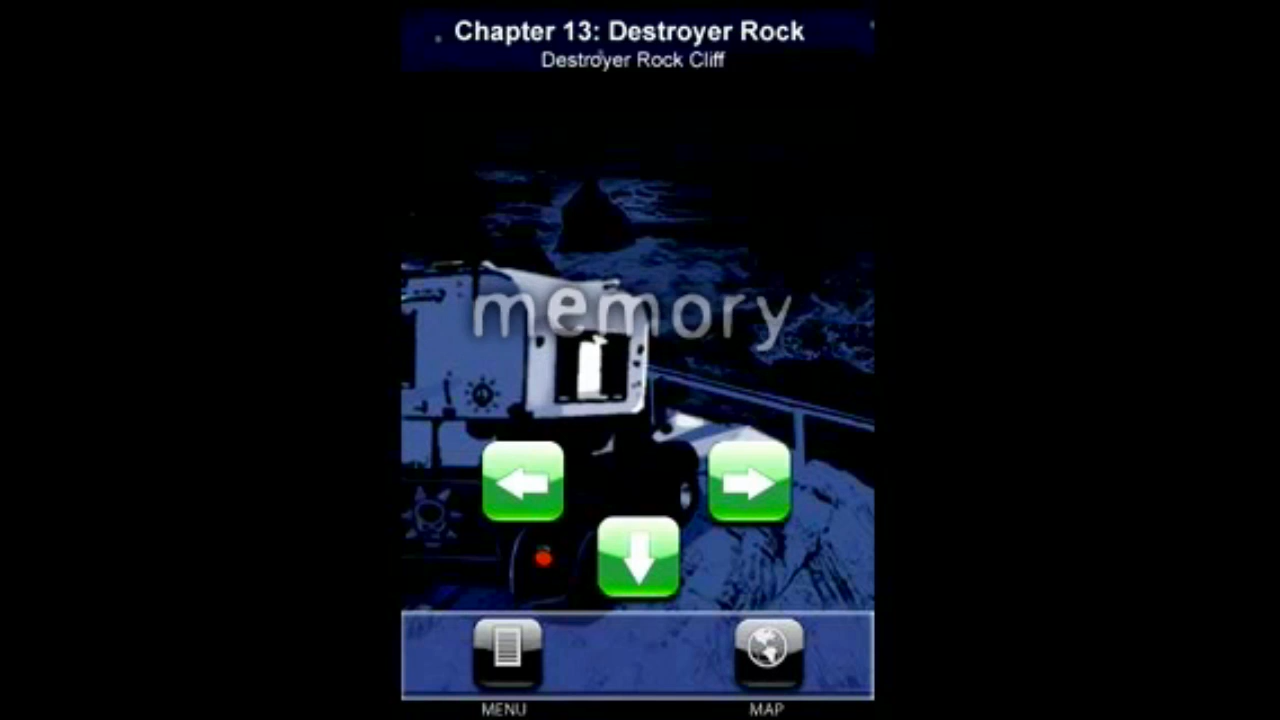 Chapter 13: Destroyer Rock
Destroyer Rock Cliff
memory
MENU
MAP